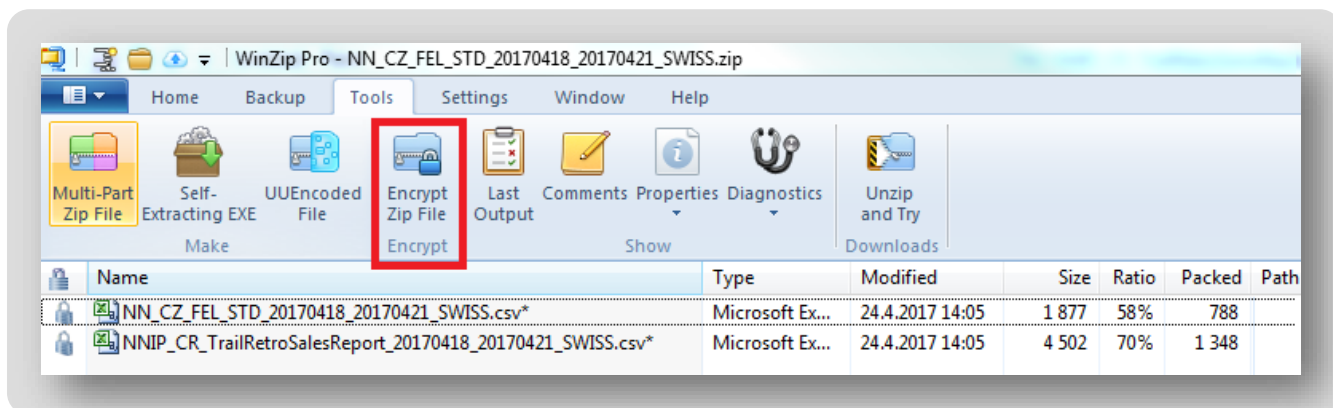 WinZip Pro - NN_CZ_FEL_STD_20170418_20170421_SWISS.zip
Home Backup Tools Settings Window Help
Multi-Part Self- UUEncoded Encrypt Last Comments Properties Diagnostics Unzip
Zip File Extracting EXE File Zip File Output and Try
Make Encrypt Show Downloads
Name Type Modified Size Ratio Packed Path
NN_CZ_FEL_STD_20170418_20170421_SWISS.csv* Microsoft Ex... 24.4.2017 14:05 1 877 58% 788
NNIP_CR_TrailRetroSalesReport_20170418_20170421_SWISS.csv* Microsoft Ex... 24.4.2017 14:05 4 502 70% 1 348